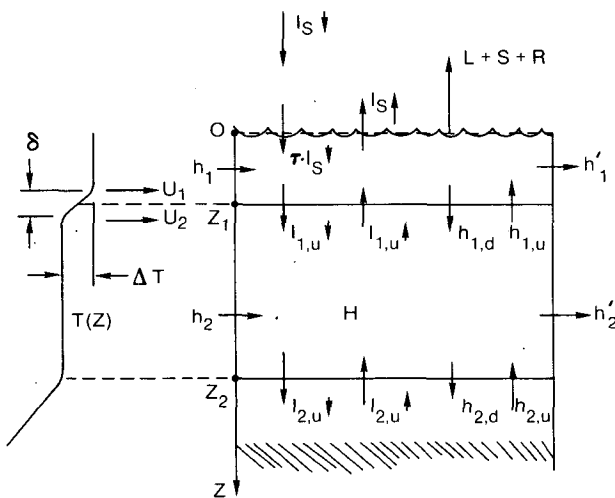 I_S ↓
L + S + R
I_S ↑
O
δ
τ·I_S ↓
h_1
h'_1
U_1
Z_1
U_2
I_{1,u} ↓ I_{1,u} ↑ h_{1,d} h_{1,u}
Δ T
T(Z)
h_2
H
h'_2
Z_2
I_{2,u} ↓ I_{2,u} ↑ h_{2,d} h_{2,u}
Z